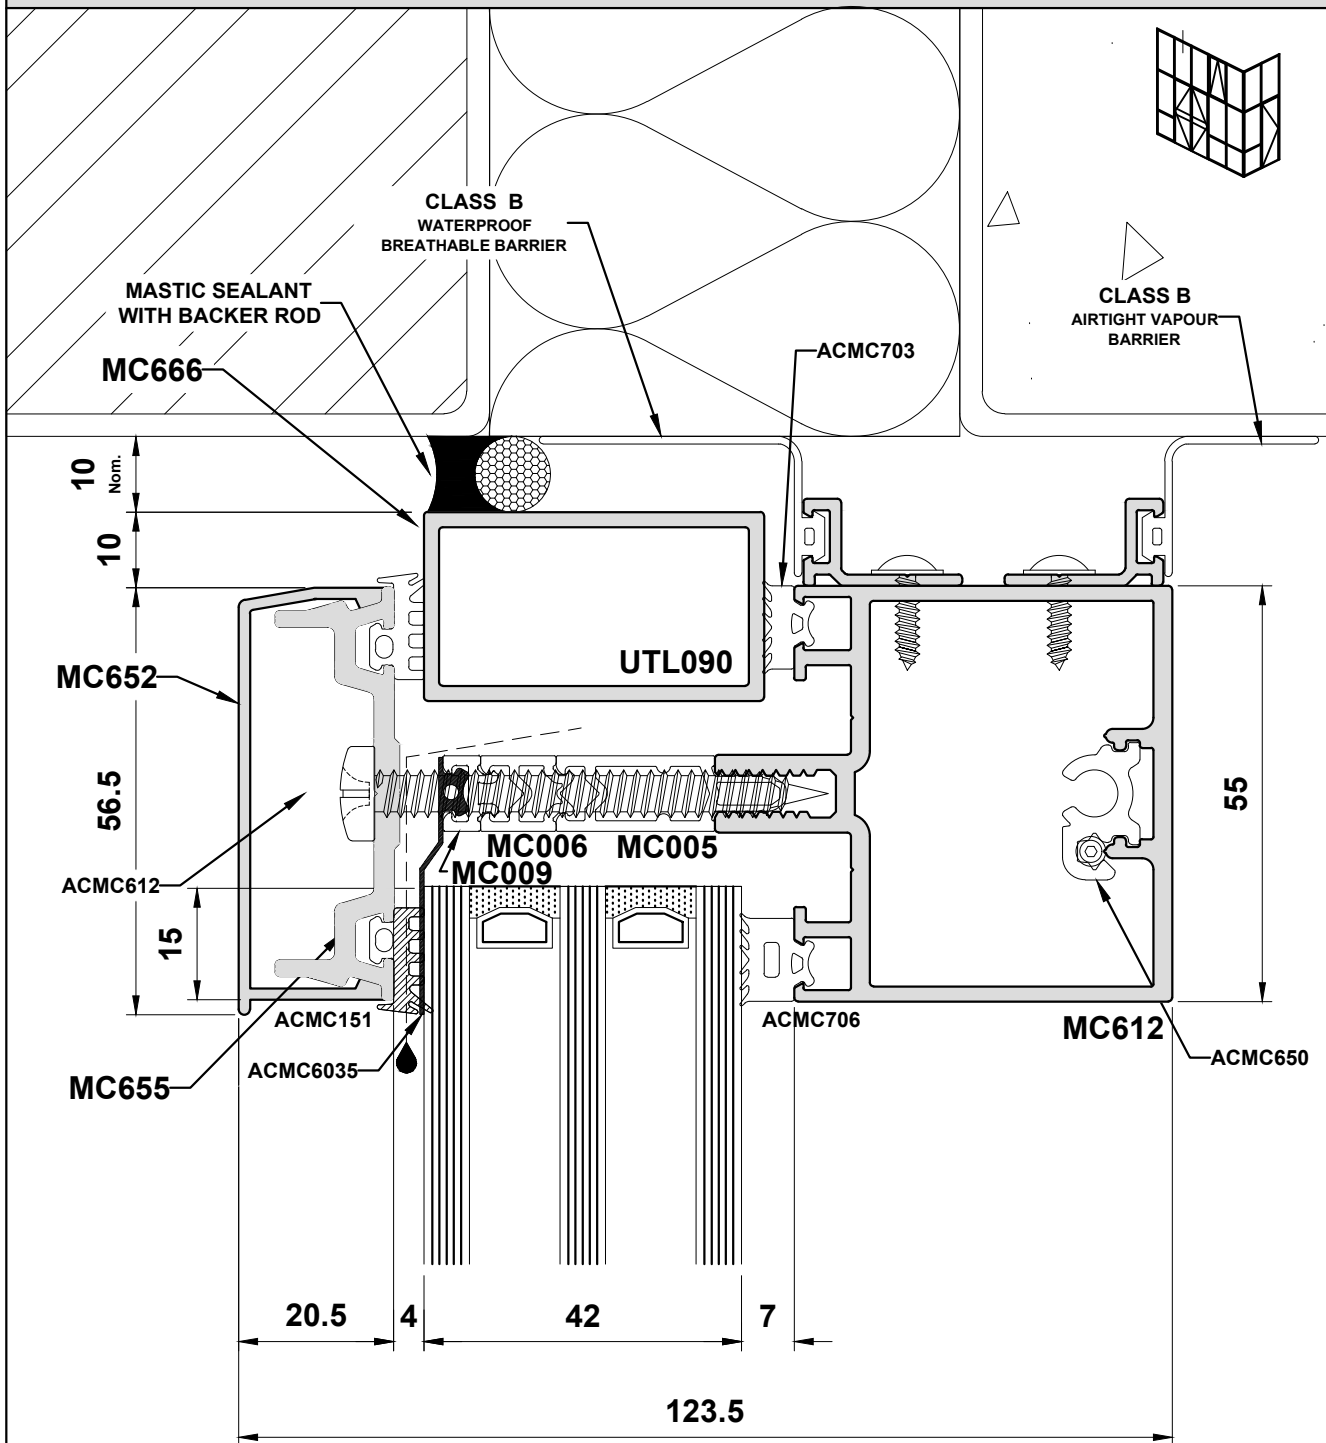 CLASS B
WATERPROOF
BREATHABLE BARRIER
MASTIC SEALANT
WITH BACKER ROD
CLASS B
AIRTIGHT VAPOUR
BARRIER
MC666
ACMC703
10
Nom.
10
UTL090
MC652
56.5
55
MC006
MC005
MC009
ACMC612
15
ACMC151
ACMC706
MC612
ACMC6035
ACMC650
MC655
20.5
4
42
7
123.5